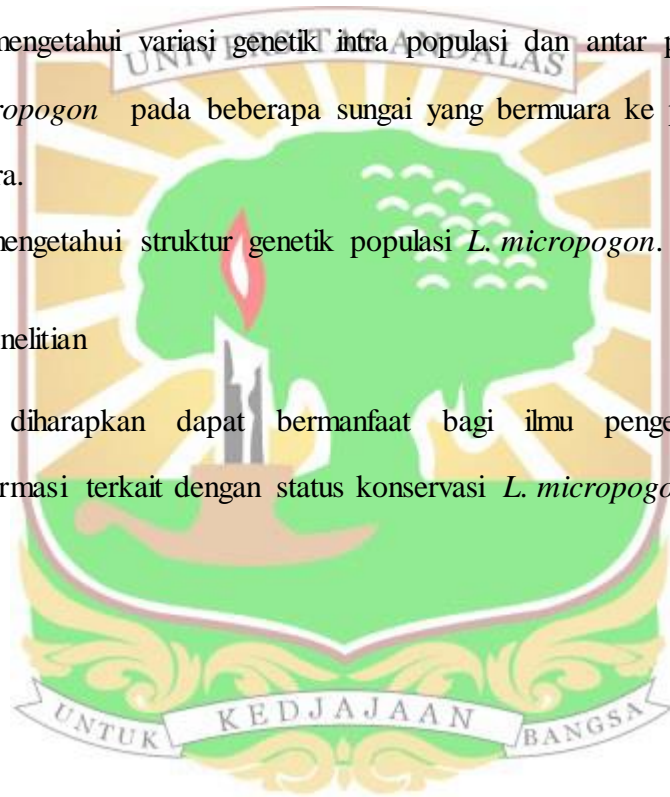 mengetahui variasi genetik intra populasi dan antar p
UNIVERSITAS ANDALAS
ropogon pada beberapa sungai yang bermuara ke
ra.
mengetahui struktur genetik populasi L. micropogon.
nelitian
diharapkan dapat bermanfaat bagi ilmu penge
rmasi terkait dengan status konservasi L. micropogo
UNTUK KEDJAJAAN BANGSA